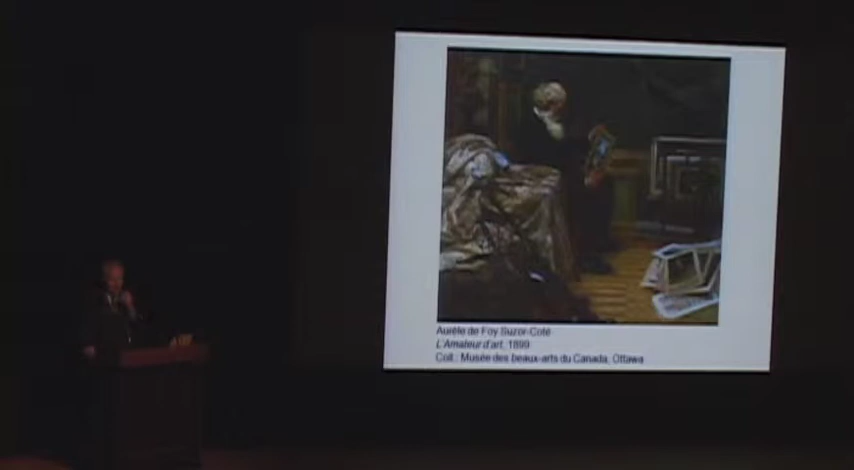 Aurèle de Foy Suzor-Coté
L'Amateur d'art, 1899
Coll.: Musée des beaux-arts du Canada, Ottawa